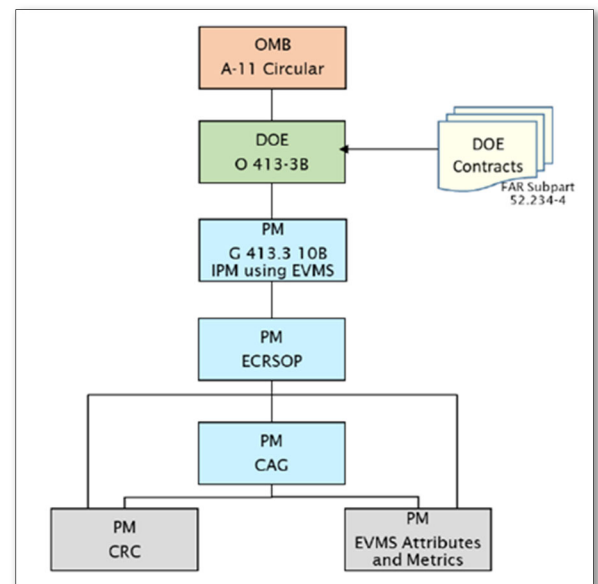 OMB
A-11 Circular
DOE
O 413-3B
DOE
Contracts
FAR Subpart
52.234-4
PM
G 413.3 10B
IPM using EVMS
PM
ECRSOP
PM
CAG
PM
CRC
PM
EVMS Attributes
and Metrics